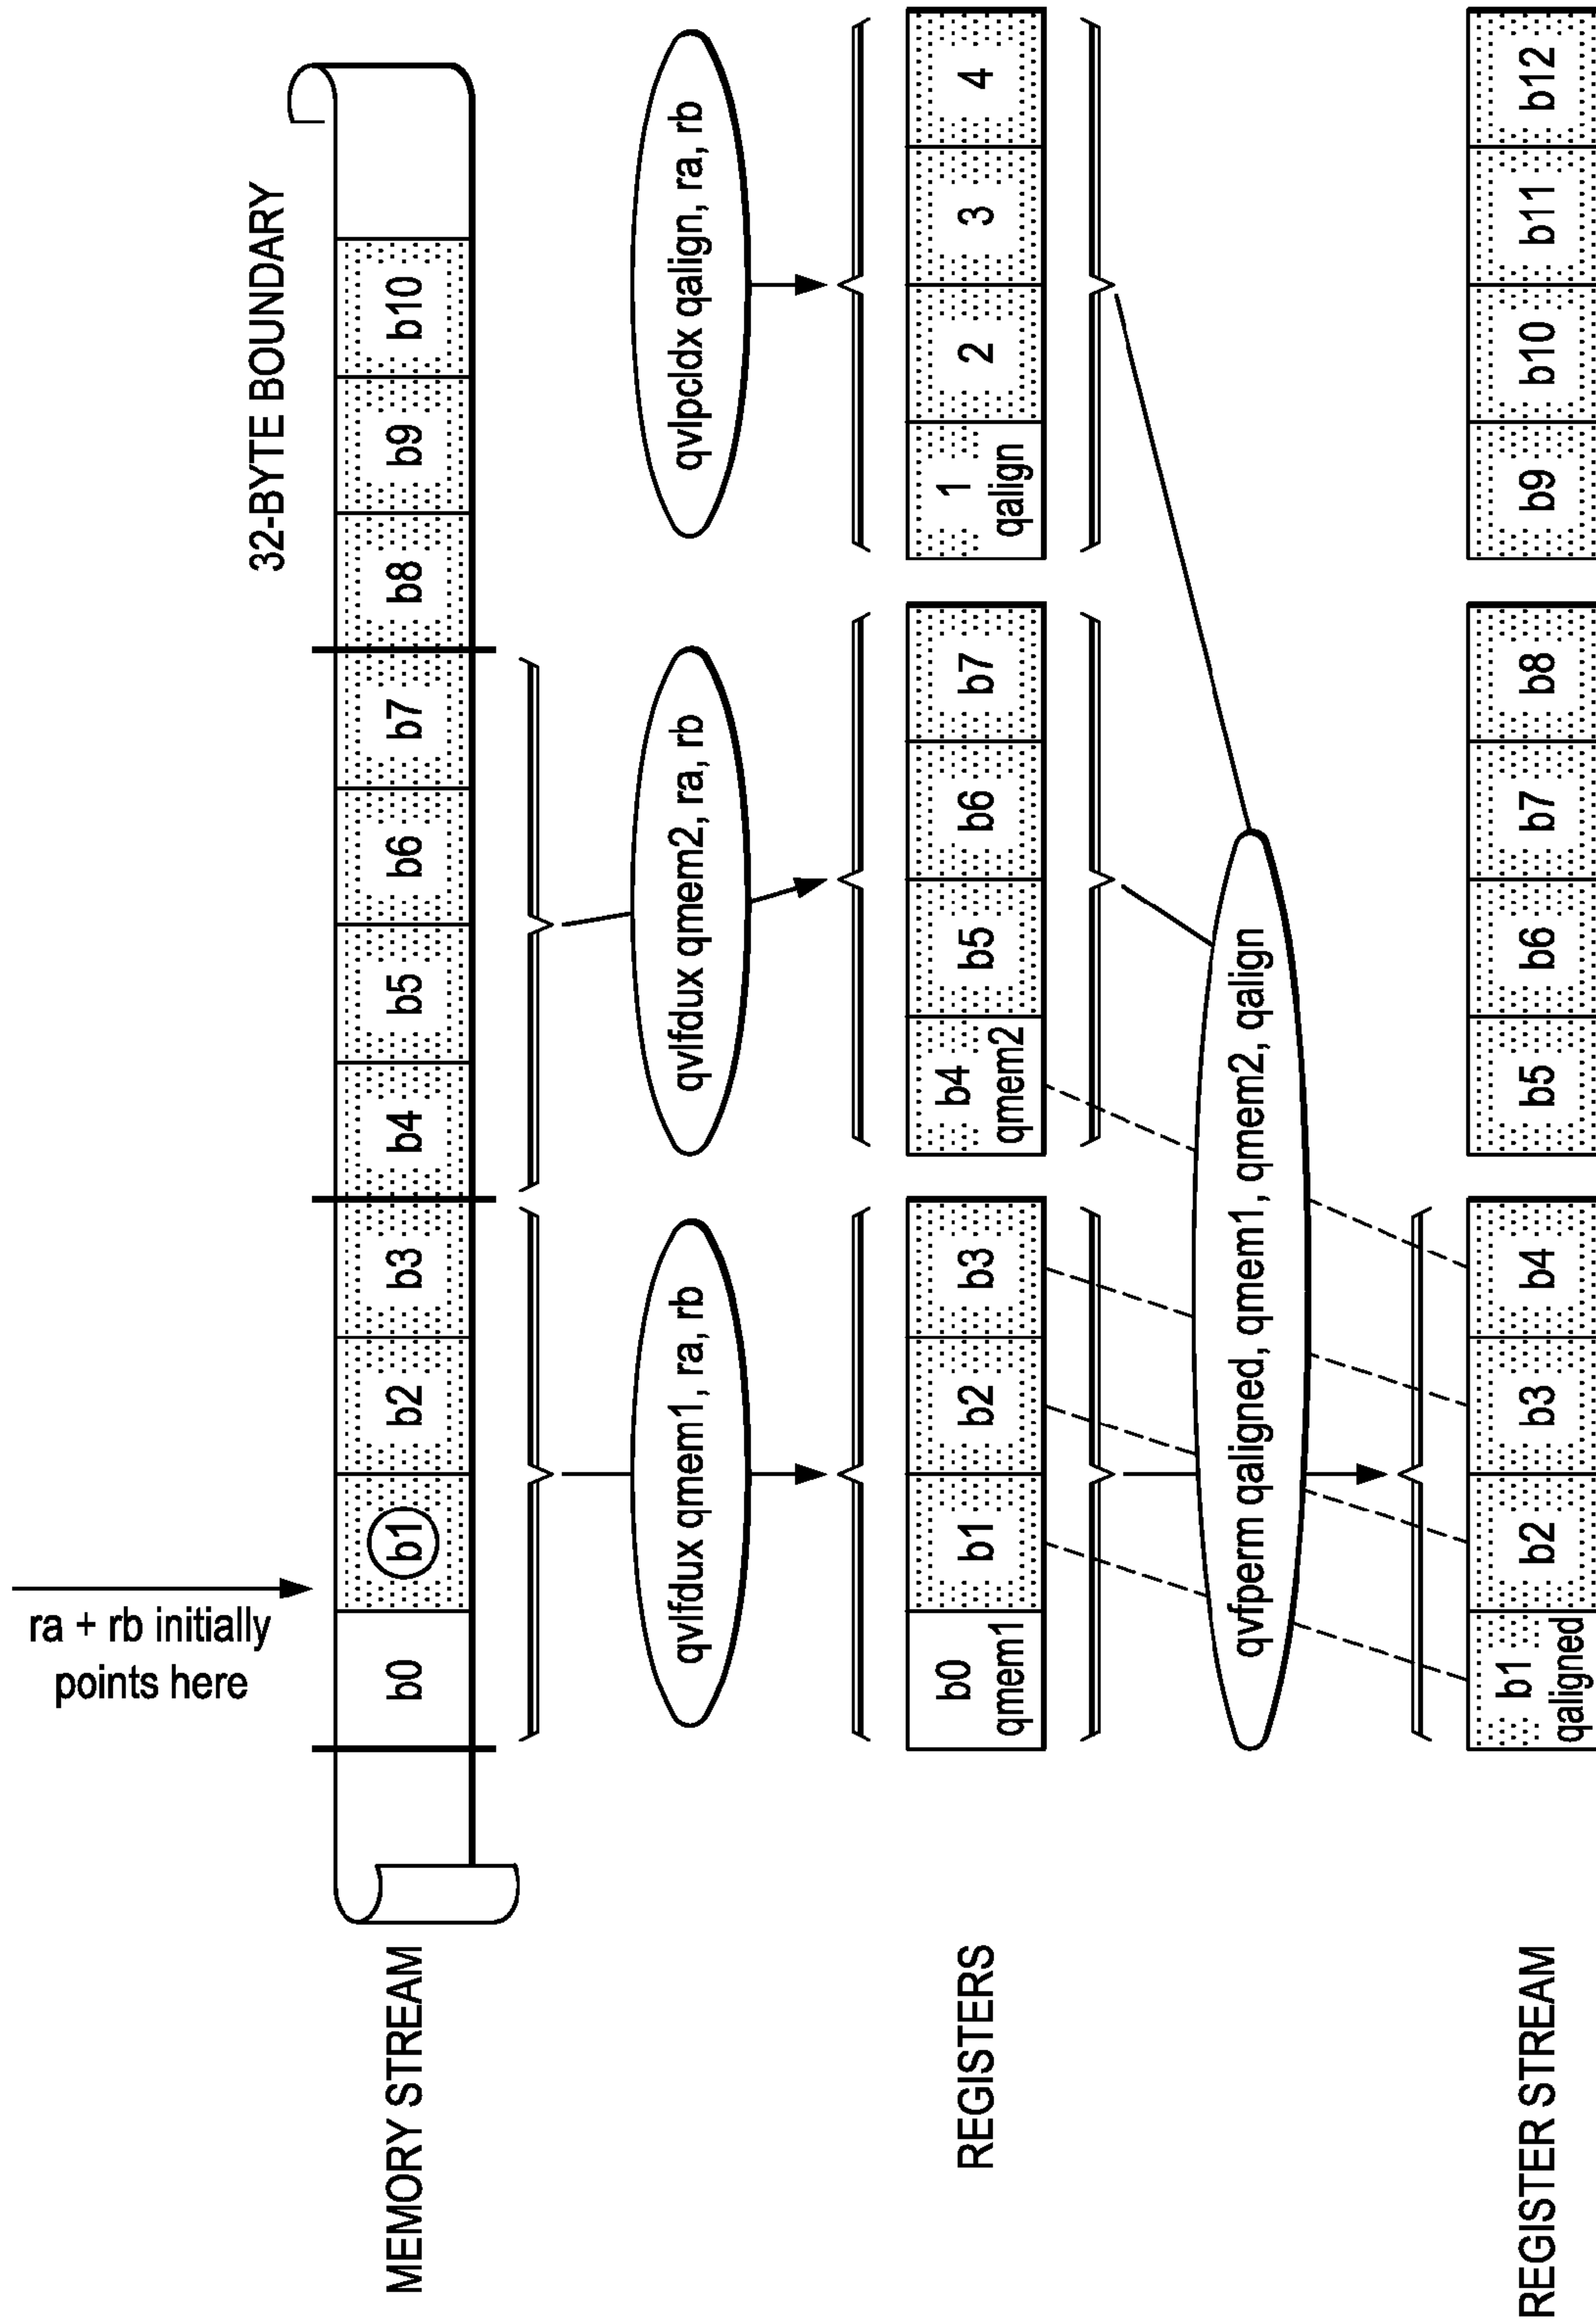 ra + rb initially
points here
32-BYTE BOUNDARY
MEMORY STREAM
b0
b1
b2
b3
b4
b5
b6
b7
b8
b9
b10
qvlfdux qmem1, ra, rb
qvlfdux qmem2, ra, rb
qvlpcldx qalign, ra, rb
REGISTERS
b0
qmem1
b1
b2
b3
b4
qmem2
b5
b6
b7
1
qalign
2
3
4
qvfperm qaligned, qmem1, qmem2, qalign
REGISTER STREAM
b1
qaligned
b2
b3
b4
b5
b6
b7
b8
b9
b10
b11
b12